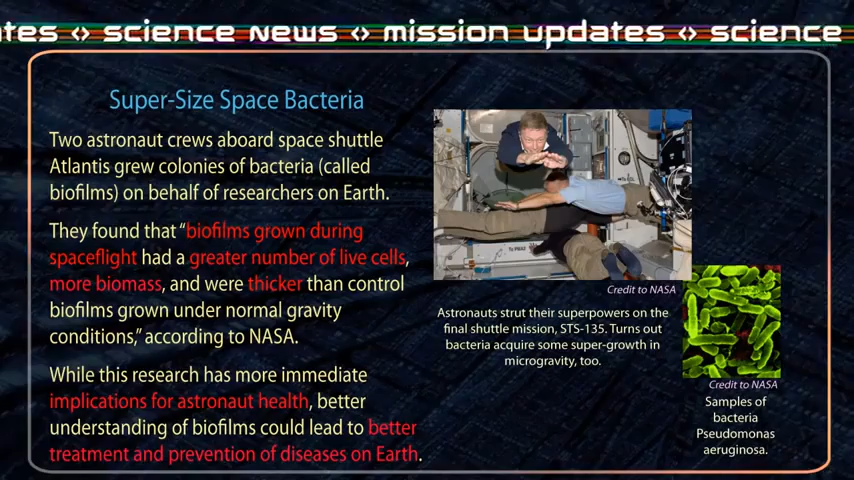 tes <> science news <> mission updates <> science
Super-Size Space Bacteria
Two astronaut crews aboard space shuttle
Atlantis grew colonies of bacteria (called
biofilms) on behalf of researchers on Earth.
They found that “biofilms grown during
spaceflight had a greater number of live cells,
more biomass, and were thicker than control
biofilms grown under normal gravity
conditions,” according to NASA.
While this research has more immediate
implications for astronaut health, better
understanding of biofilms could lead to better
treatment and prevention of diseases on Earth.
Credit to NASA
Astronauts strut their superpowers on the
final shuttle mission, STS-135. Turns out
bacteria acquire some super-growth in
microgravity, too.
Credit to NASA
Samples of
bacteria
Pseudomonas
aeruginosa.